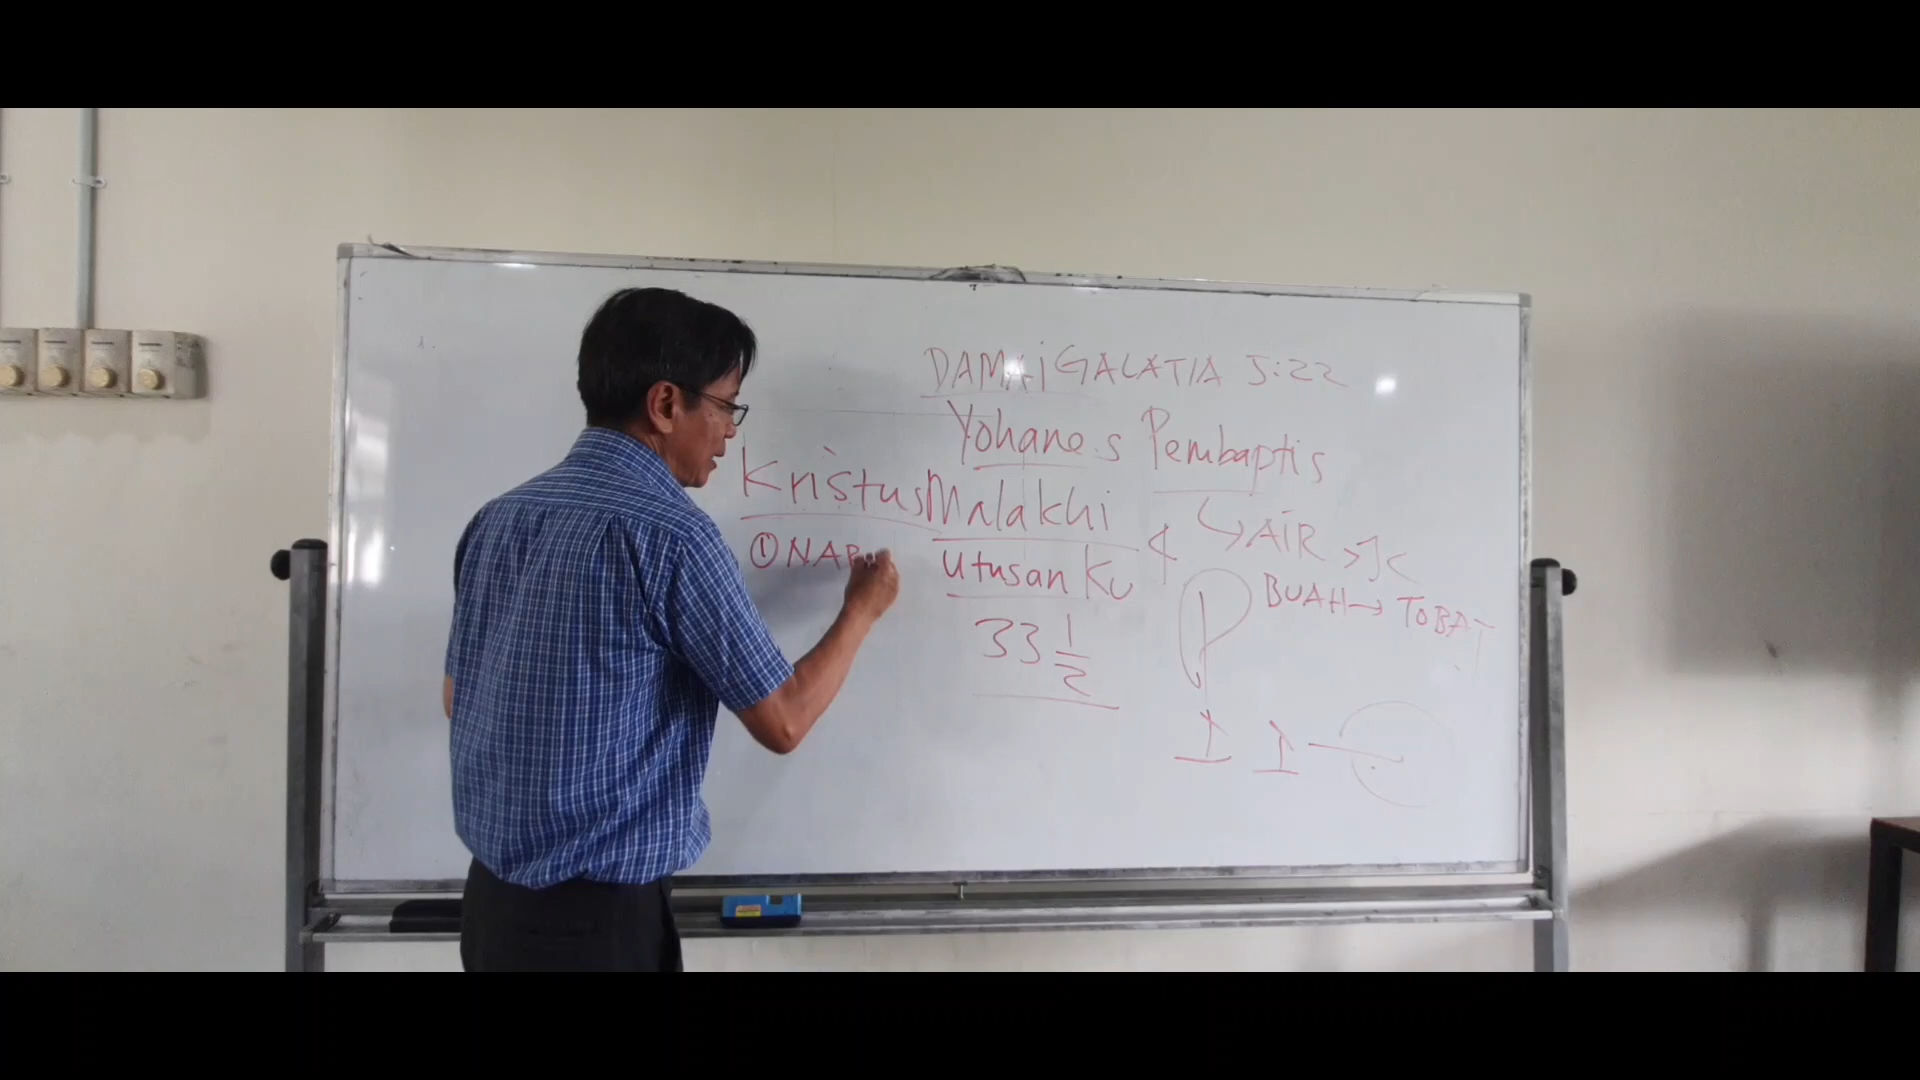 DAMAI GALATIA 5:22
Yohanes Pembaptis
Kristus Malakhi
AIR
① NAB
Utusan Ku
BUAH → TOBAT
33 1/2